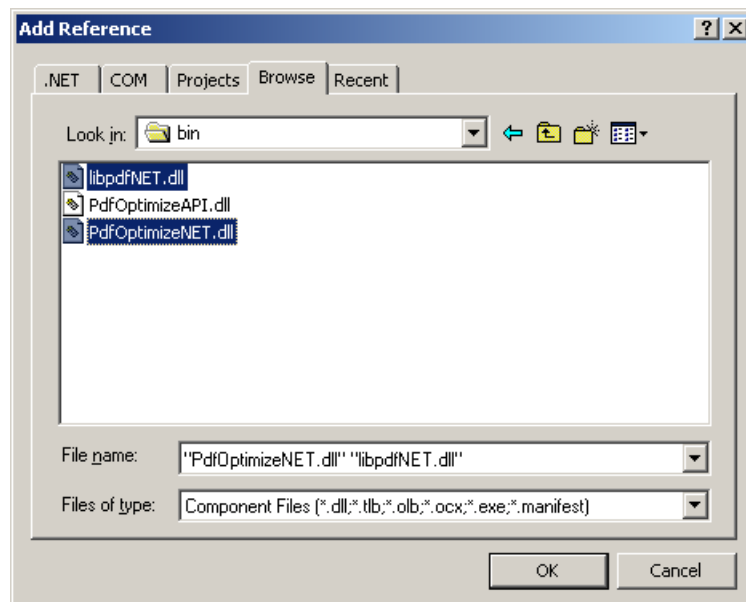 Add Reference
.NET COM Projects Browse Recent
Look in: bin
libpdfNET.dll
PdfOptimizeAPI.dll
PdfOptimizeNET.dll
File name: "PdfOptimizeNET.dll" "libpdfNET.dll"
Files of type: Component Files (*.dll;*.tlb;*.olb;*.ocx;*.exe;*.manifest)
OK Cancel